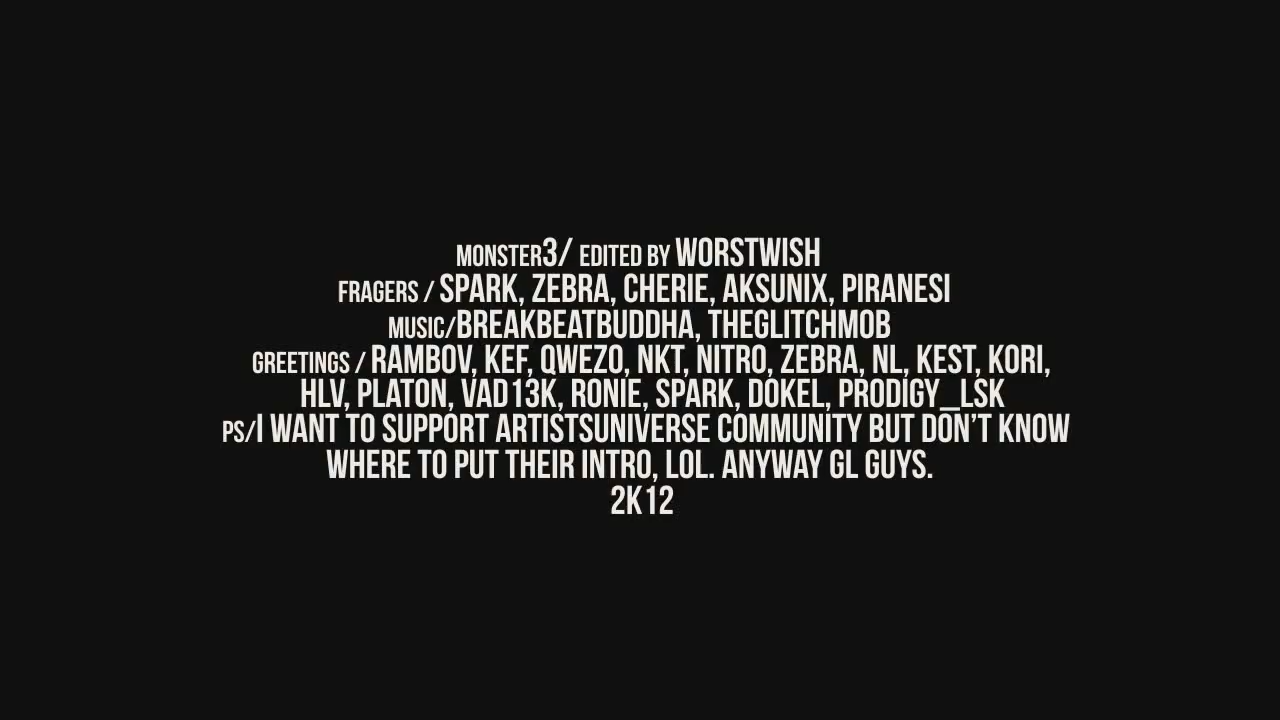 MONSTER3/ EDITED BY WORSTWISH
FRAGERS / SPARK, ZEBRA, CHERIE, AKSUNIX, PIRANESI
MUSIC/BREAKBEATBUDDHA, THEGLITCHMOB
GREETINGS / RAMBOV, KEF, QWEZO, NKT, NITRO, ZEBRA, NL, KEST, KORI,
HLV, PLATON, VAD13K, RONIE, SPARK, DOKEL, PRODIGY_LSK
PS/I WANT TO SUPPORT ARTISTSUNIVERSE COMMUNITY BUT DON’T KNOW
WHERE TO PUT THEIR INTRO, LOL. ANYWAY GL GUYS.
2K12